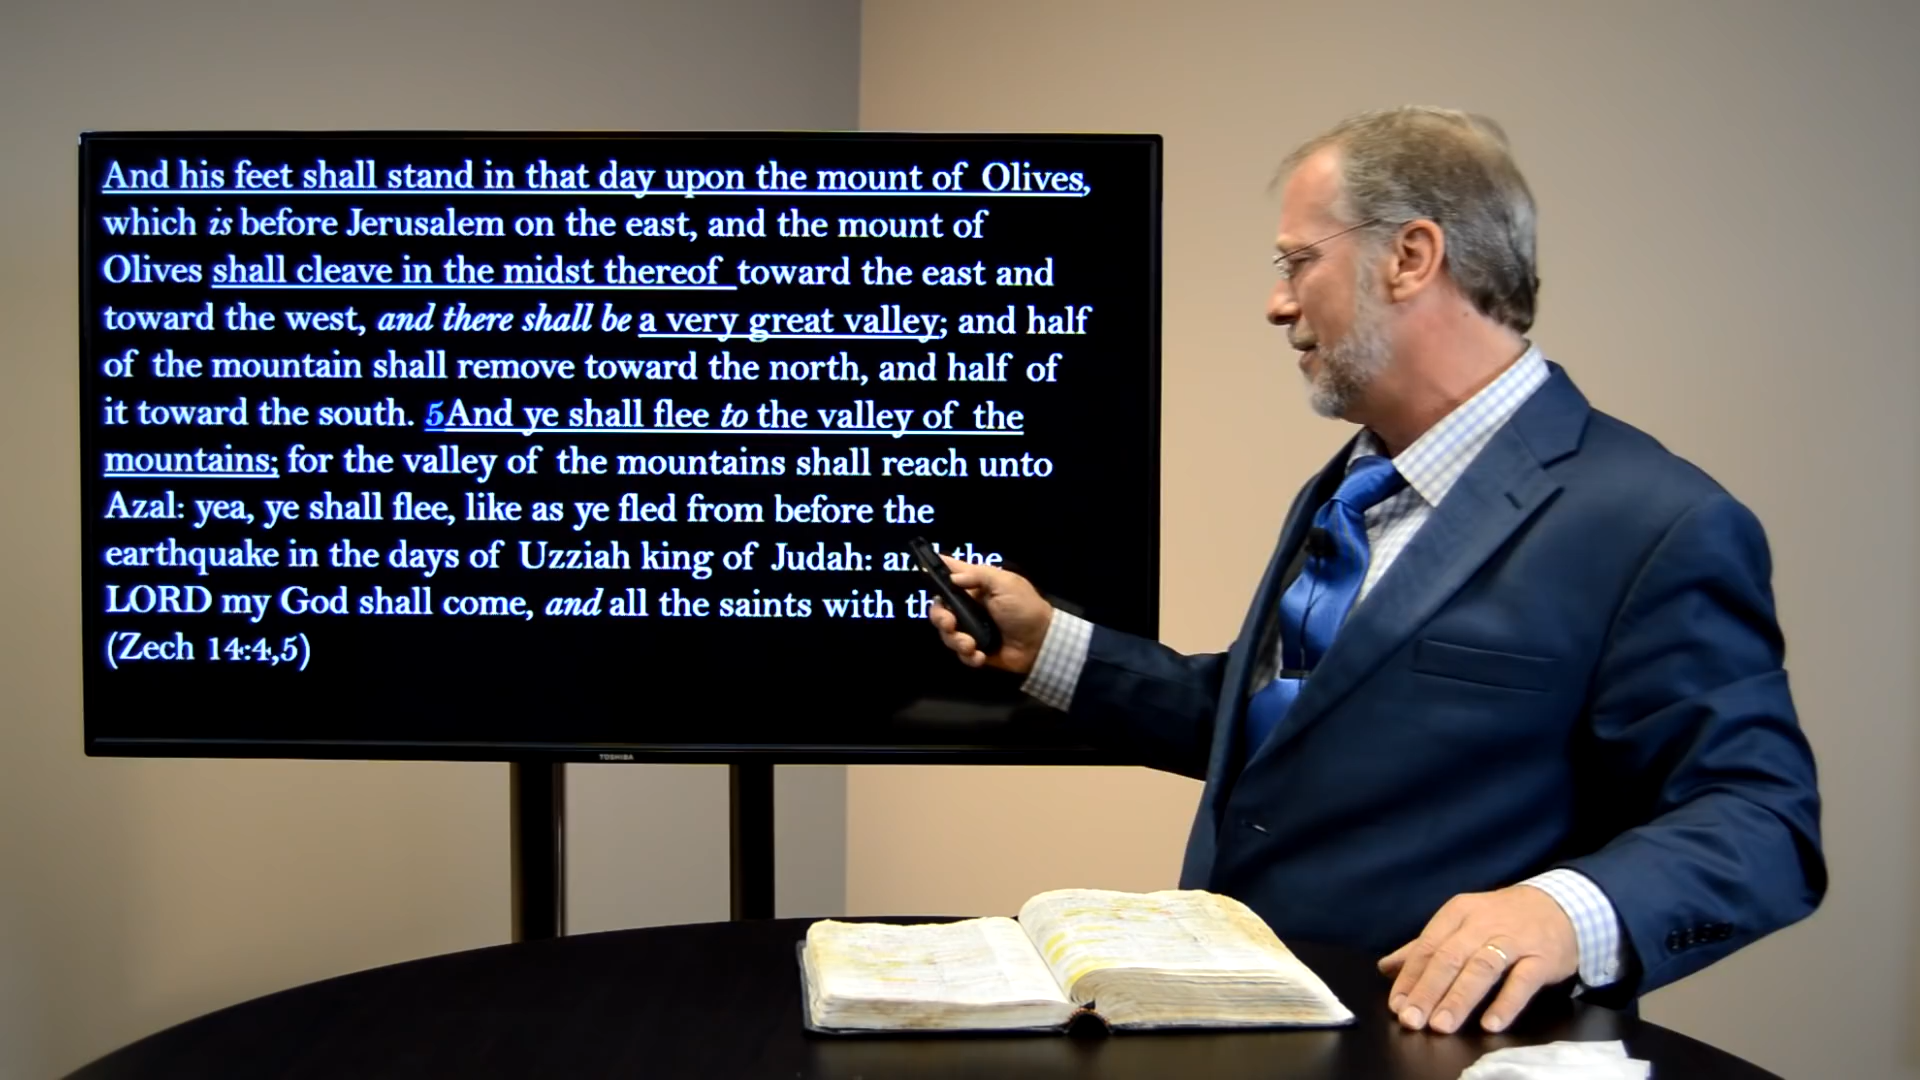 And his feet shall stand in that day upon the mount of Olives,
which is before Jerusalem on the east, and the mount of
Olives shall cleave in the midst thereof toward the east and
toward the west, and there shall be a very great valley; and half
of the mountain shall remove toward the north, and half of
it toward the south. 5And ye shall flee to the valley of the
mountains; for the valley of the mountains shall reach unto
Azal: yea, ye shall flee, like as ye fled from before the
earthquake in the days of Uzziah king of Judah: and the
LORD my God shall come, and all the saints with
(Zech 14:4,5)
TOSHIBA